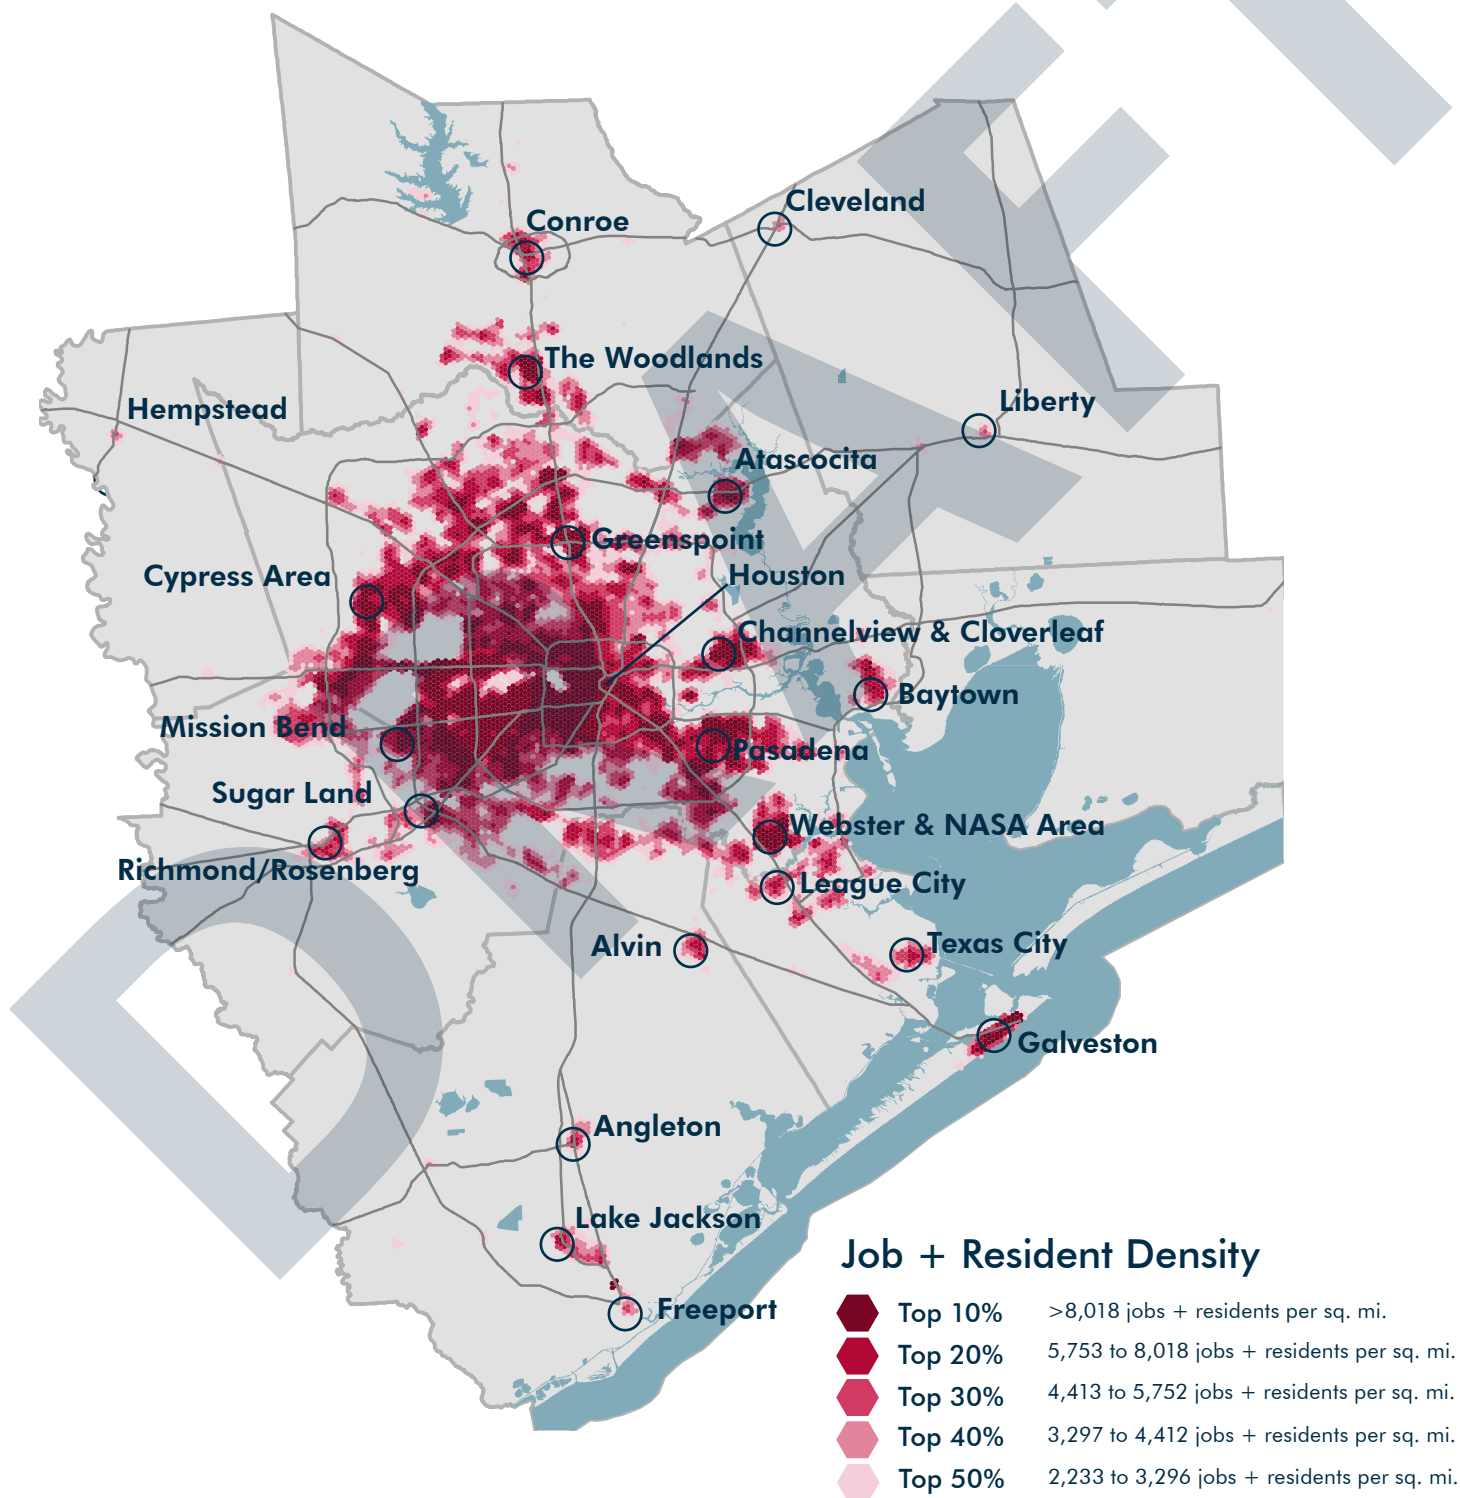 Cleveland
Conroe
The Woodlands
Hempstead
Liberty
Atascocita
Greenspoint
Houston
Cypress Area
Channelview & Cloverleaf
Baytown
Mission Bend
Pasadena
Sugar Land
Webster & NASA Area
Richmond/Rosenberg
League City
Alvin
Texas City
Galveston
Angleton
Lake Jackson
Freeport
Job + Resident Density
Top 10% >8,018 jobs + residents per sq. mi.
Top 20% 5,753 to 8,018 jobs + residents per sq. mi.
Top 30% 4,413 to 5,752 jobs + residents per sq. mi.
Top 40% 3,297 to 4,412 jobs + residents per sq. mi.
Top 50% 2,233 to 3,296 jobs + residents per sq. mi.
DRAFT